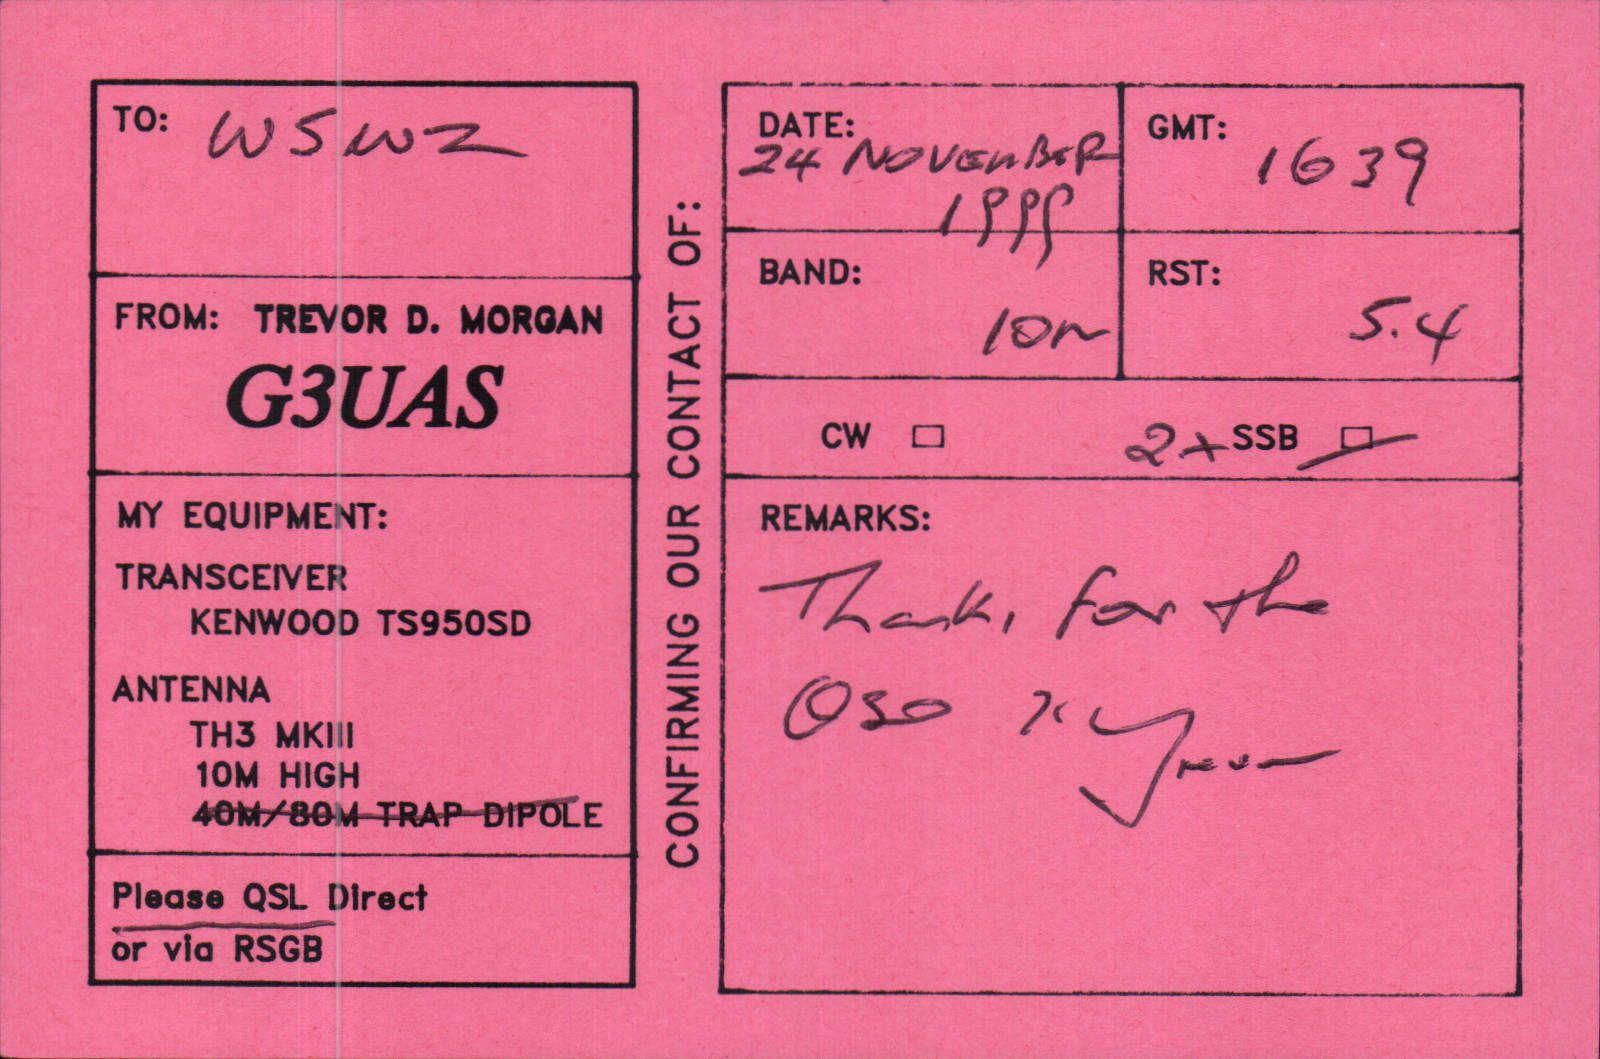 TO: W5WZ
FROM: TREVOR D. MORGAN
G3UAS
MY EQUIPMENT:
TRANSCEIVER
KENWOOD TS950SD
ANTENNA
TH3 MKIII
10M HIGH
40M/80M TRAP DIPOLE
Please QSL Direct
or via RSGB
CONFIRMING OUR CONTACT OF:
DATE:
24 NOVEMBER
1999
GMT:
1639
BAND:
10m
RST:
5.4
CW
2x SSB
REMARKS:
Thanks for the
QSO
Trevor